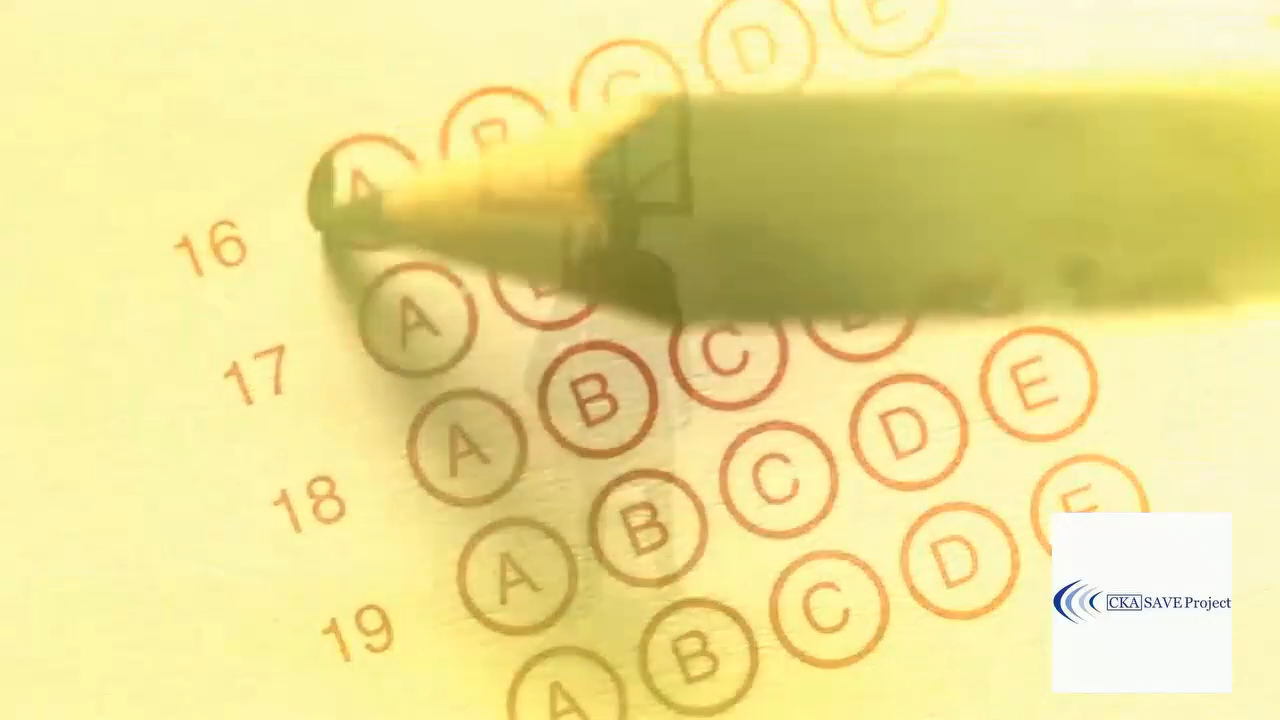 16 A B C D E
17 A
18 A B C
19 A B C D E
A B C D E
CKA SAVE Project